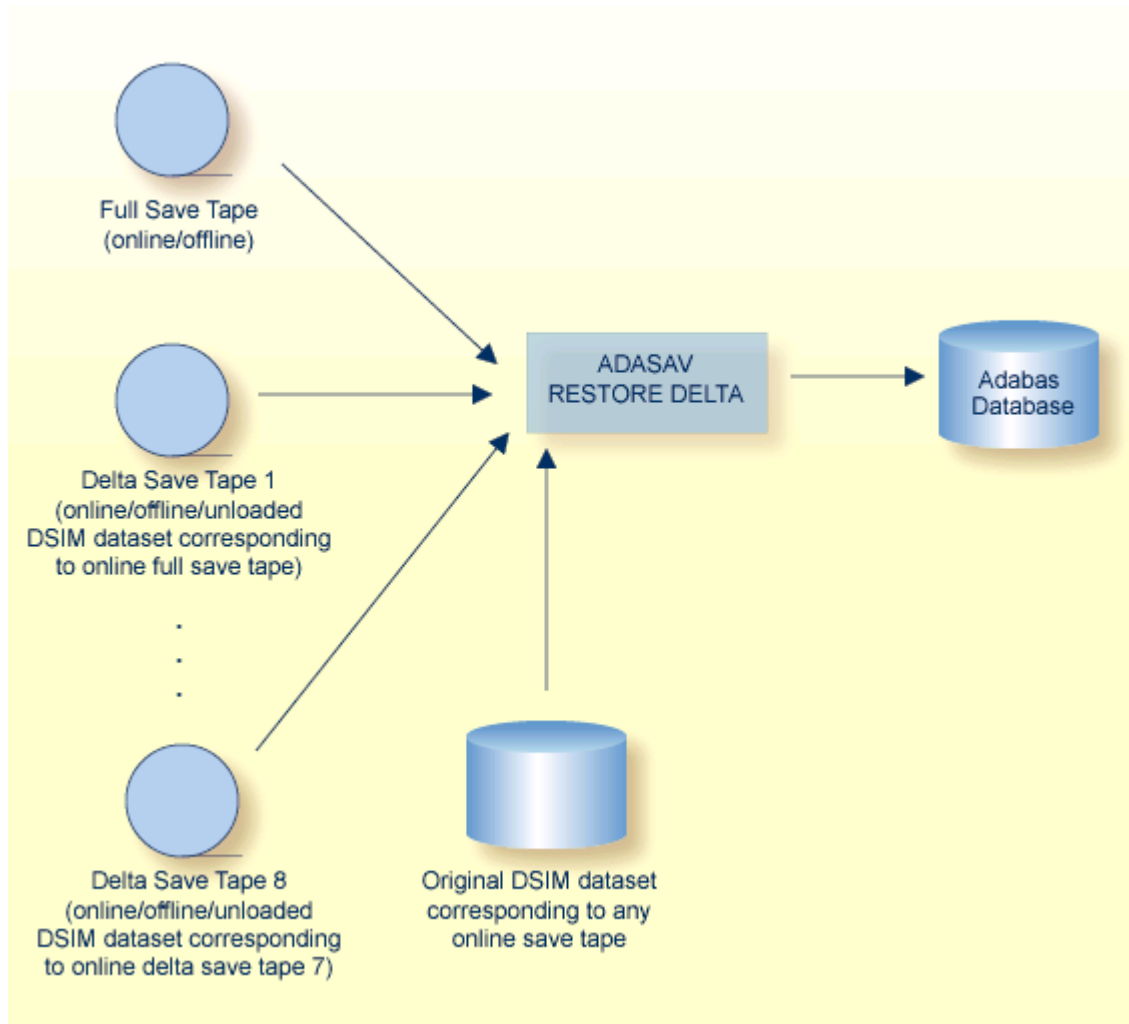 Full Save Tape
(online/offline)
ADASAV
RESTORE DELTA
Adabas
Database
Delta Save Tape 1
(online/offline/unloaded
DSIM dataset corresponding
to online full save tape)
.
.
.
Delta Save Tape 8
(online/offline/unloaded
DSIM dataset corresponding
to online delta save tape 7)
Original DSIM dataset
corresponding to any
online save tape